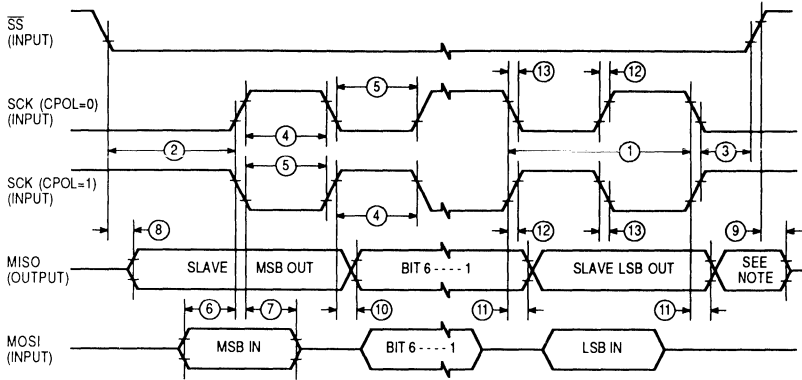 SS
(INPUT)
13
12
5
SCK (CPOL=0)
(INPUT)
4
2
1
3
5
SCK (CPOL=1)
(INPUT)
4
8
12
13
9
MISO
(OUTPUT)
SLAVE MSB OUT
BIT 6 - - - - 1
SLAVE LSB OUT
SEE
NOTE
6
7
10
11
11
MOSI
(INPUT)
MSB IN
BIT 6 - - - - 1
LSB IN